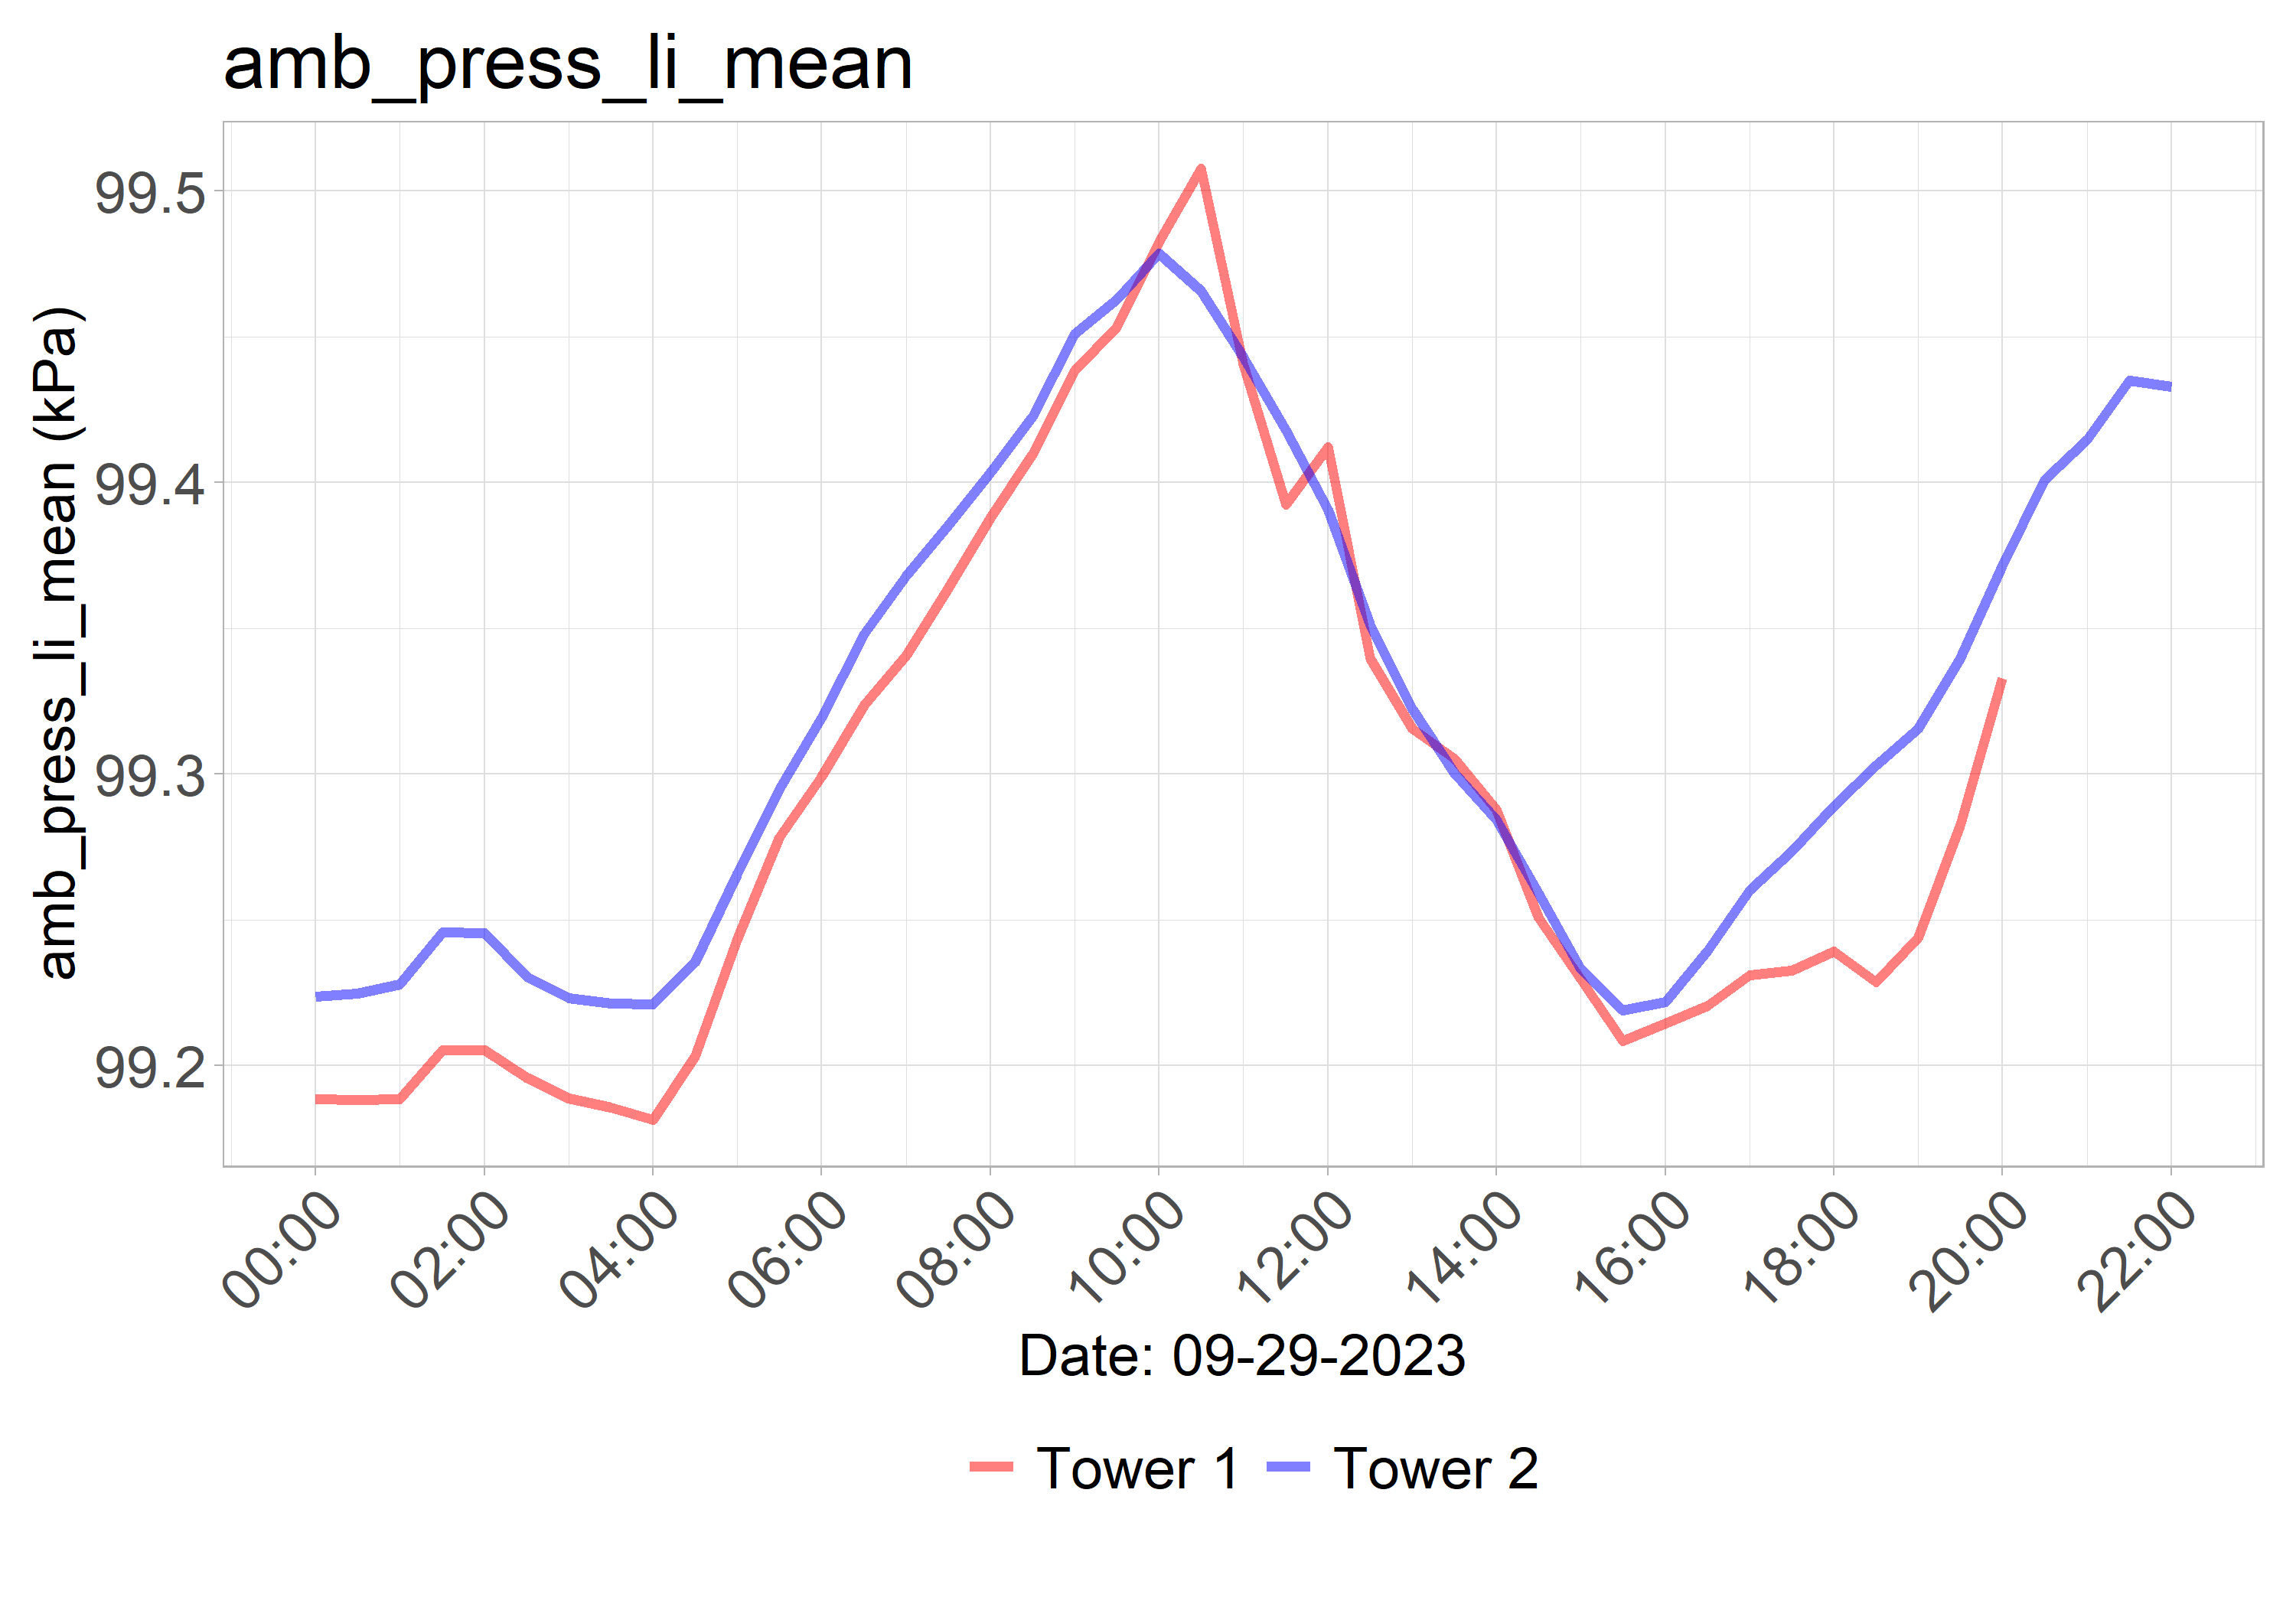 amb_press_li_mean
amb_press_li_mean (kPa)
99.5
99.4
99.3
99.2
00:00 02:00 04:00 06:00 08:00 10:00 12:00 14:00 16:00 18:00 20:00 22:00
Date: 09-29-2023
Tower 1 Tower 2